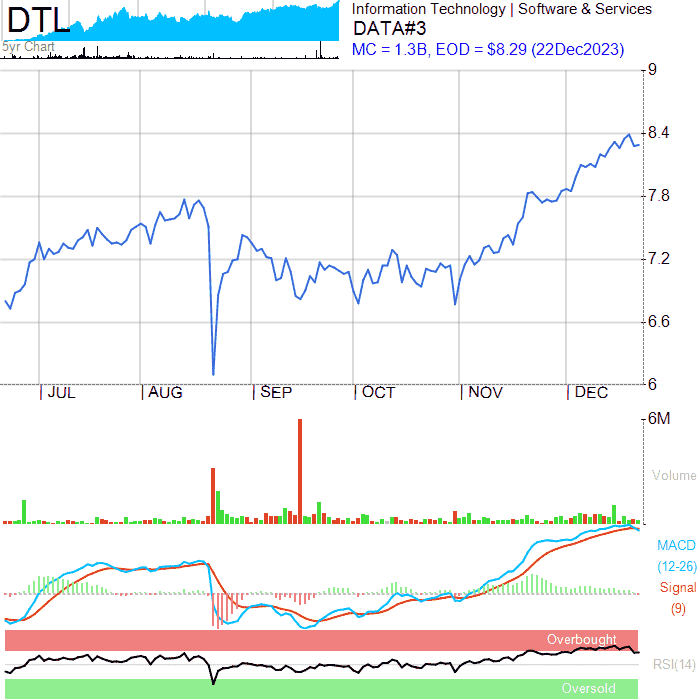 DTL
5yr Chart
Information Technology | Software & Services
DATA#3
MC = 1.3B, EOD = $8.29 (22Dec2023)
9
8.4
7.8
7.2
6.6
6
JUL AUG SEP OCT NOV DEC
6M
Volume
MACD
(12-26)
Signal
(9)
Overbought
RSI(14)
Oversold